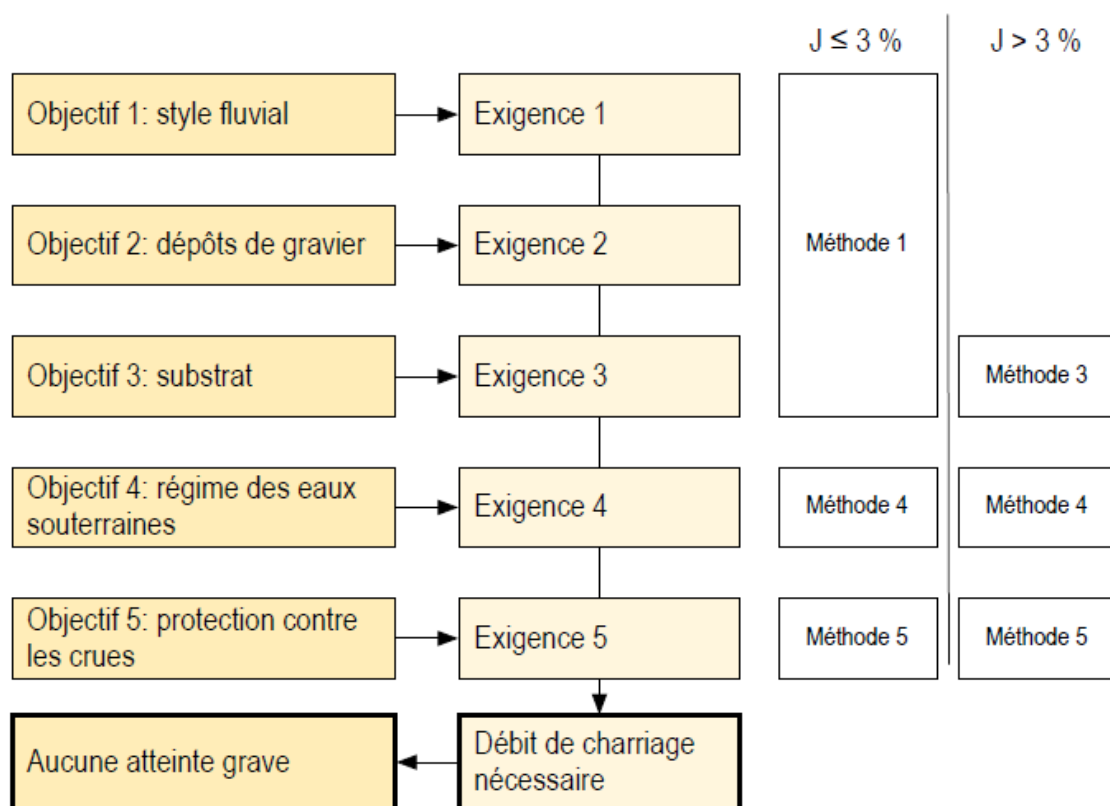 J ≤ 3 %
J > 3 %
Objectif 1: style fluvial
Exigence 1
Objectif 2: dépôts de gravier
Exigence 2
Méthode 1
Objectif 3: substrat
Exigence 3
Méthode 3
Objectif 4: régime des eaux
souterraines
Exigence 4
Méthode 4
Méthode 4
Objectif 5: protection contre
les crues
Exigence 5
Méthode 5
Méthode 5
Aucune atteinte grave
Débit de charriage
nécessaire